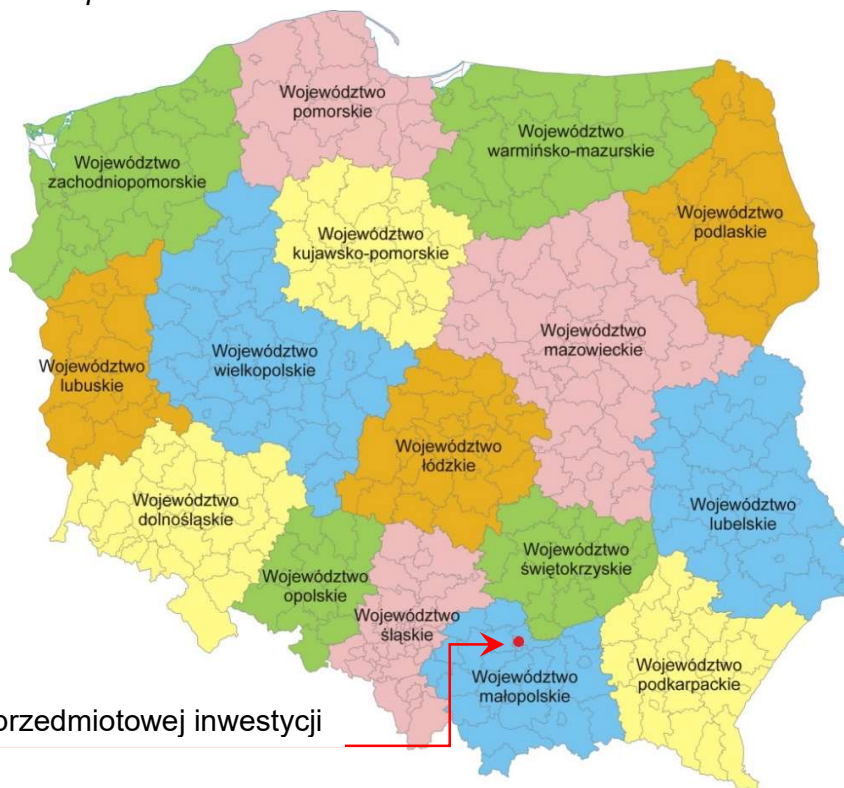 Województwo
pomorskie
Województwo
warmińsko-mazurskie
Województwo
zachodniopomorskie
Województwo
podlaskie
Województwo
kujawsko-pomorskie
Województwo
mazowieckie
Województwo
wielkopolskie
Województwo
lubuskie
Województwo
łódzkie
Województwo
dolnośląskie
Województwo
lubelskie
Województwo
świętokrzyskie
Województwo
opolskie
Województwo
śląskie
Województwo
małopolskie
Województwo
podkarpackie
przedmiotowej inwestycji